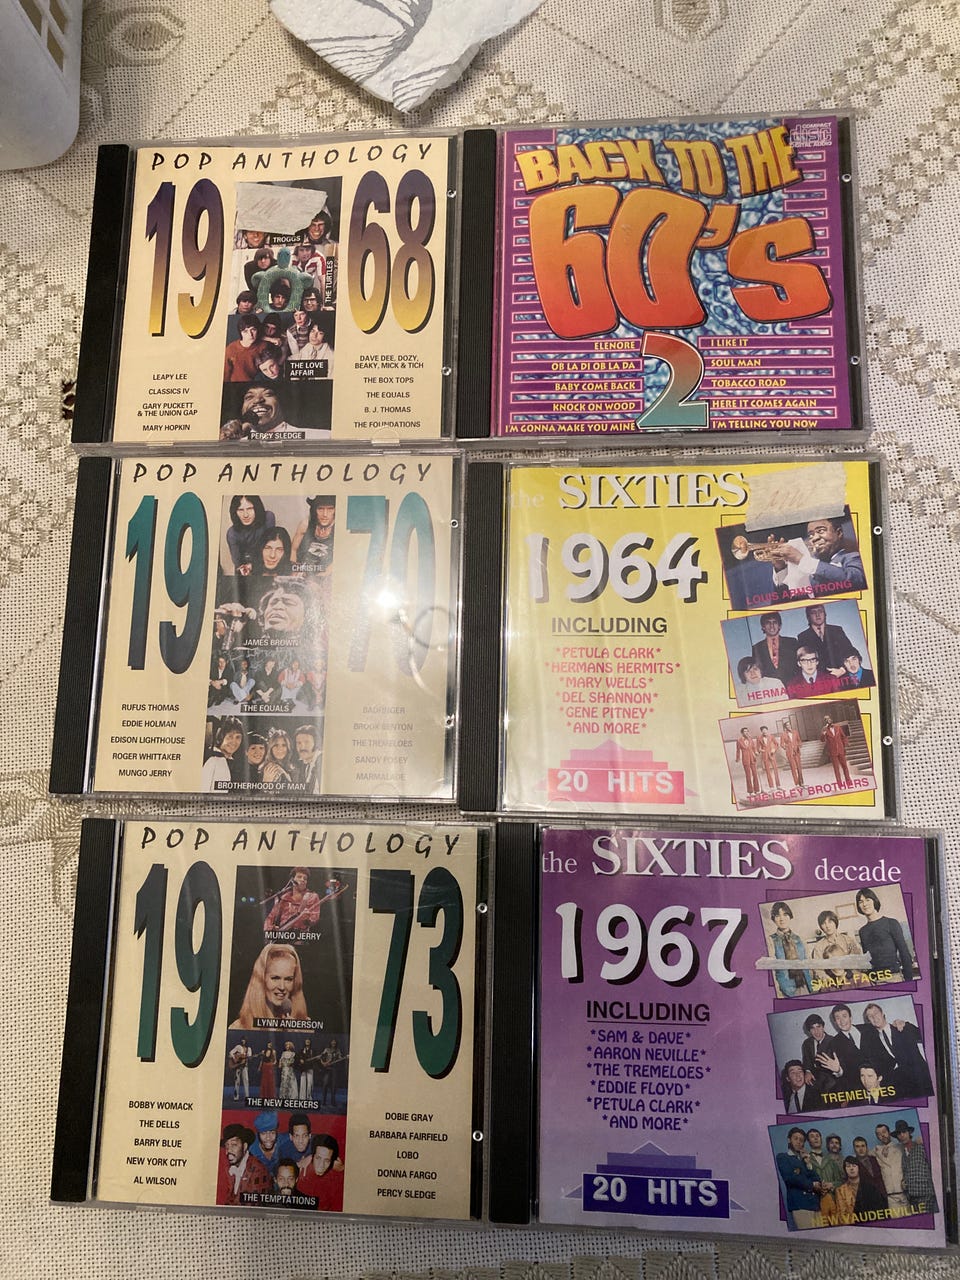 POP ANTHOLOGY
1968
TROGGS
THE TURTLES
THE LOVE
AFFAIR
PERCY SLEDGE
LEAPY LEE
CLASSICS IV
GARY PUCKETT
& THE UNION GAP
MARY HOPKIN
DAVE DEE, DOZY,
BEAKY, MICK & TICH
THE BOX TOPS
THE EQUALS
B. J. THOMAS
THE FOUNDATIONS
COMPACT
disc
DIGITAL AUDIO
BACK TO THE
60's
2
ELENORE
OB LA DI OB LA DA
BABY COME BACK
KNOCK ON WOOD
I'M GONNA MAKE YOU MINE
I LIKE IT
SOUL MAN
TOBACCO ROAD
HERE IT COMES AGAIN
I'M TELLING YOU NOW
POP ANTHOLOGY
1970
CHRISTIE
JAMES BROWN
THE EQUALS
BROTHERHOOD OF MAN
RUFUS THOMAS
EDDIE HOLMAN
EDISON LIGHTHOUSE
ROGER WHITTAKER
MUNGO JERRY
BADFINGER
BROOK BENTON
THE TREMELOES
SANDY POSEY
MARMALADE
the SIXTIES
1964
INCLUDING
*PETULA CLARK*
*HERMANS HERMITS*
*MARY WELLS*
*DEL SHANNON*
*GENE PITNEY*
*AND MORE*
20 HITS
LOUIS ARMSTRONG
HERMANS HERMITS
THE ISLEY BROTHERS
POP ANTHOLOGY
1973
MUNGO JERRY
LYNN ANDERSON
THE NEW SEEKERS
THE TEMPTATIONS
BOBBY WOMACK
THE DELLS
BARRY BLUE
NEW YORK CITY
AL WILSON
DOBIE GRAY
BARBARA FAIRFIELD
LOBO
DONNA FARGO
PERCY SLEDGE
the SIXTIES decade
1967
INCLUDING
*SAM & DAVE*
*AARON NEVILLE*
*THE TREMELOES*
*EDDIE FLOYD*
*PETULA CLARK*
*AND MORE*
20 HITS
SMALL FACES
TREMELOES
NEW VAUDERVILLE